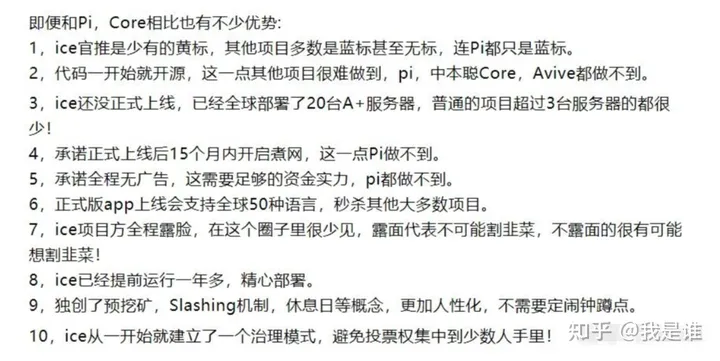 即便和Pi，Core相比也有不少优势:
1，ice官推是少有的黄标，其他项目多数是蓝标甚至无标，连Pi都只是蓝标。
2，代码一开始就开源，这一点其他项目很难做到，pi，中本聪Core，Avive都做不到。
3，ice还没正式上线，已经全球部署了20台A+服务器，普通的项目超过3台服务器的都很
少！
4，承诺正式上线后15个月内开启煮网，这一点Pi做不到。
5，承诺全程无广告，这需要足够的资金实力，pi都做不到。
6，正式版app上线会支持全球50种语言，秒杀其他大多数项目。
7，ice项目方全程露脸，在这个圈子里很少见，露面代表不可能割韭菜，不露面的很有可能
想割韭菜！
8，ice已经提前运行一年多，精心部署。
9，独创了预挖矿，Slashing机制，休息日等概念，更加人性化，不需要定闹钟蹲点。
10，ice从一开始就建立了一个治理模式，避免投票权集中到少数人手里！
知乎 @我是谁